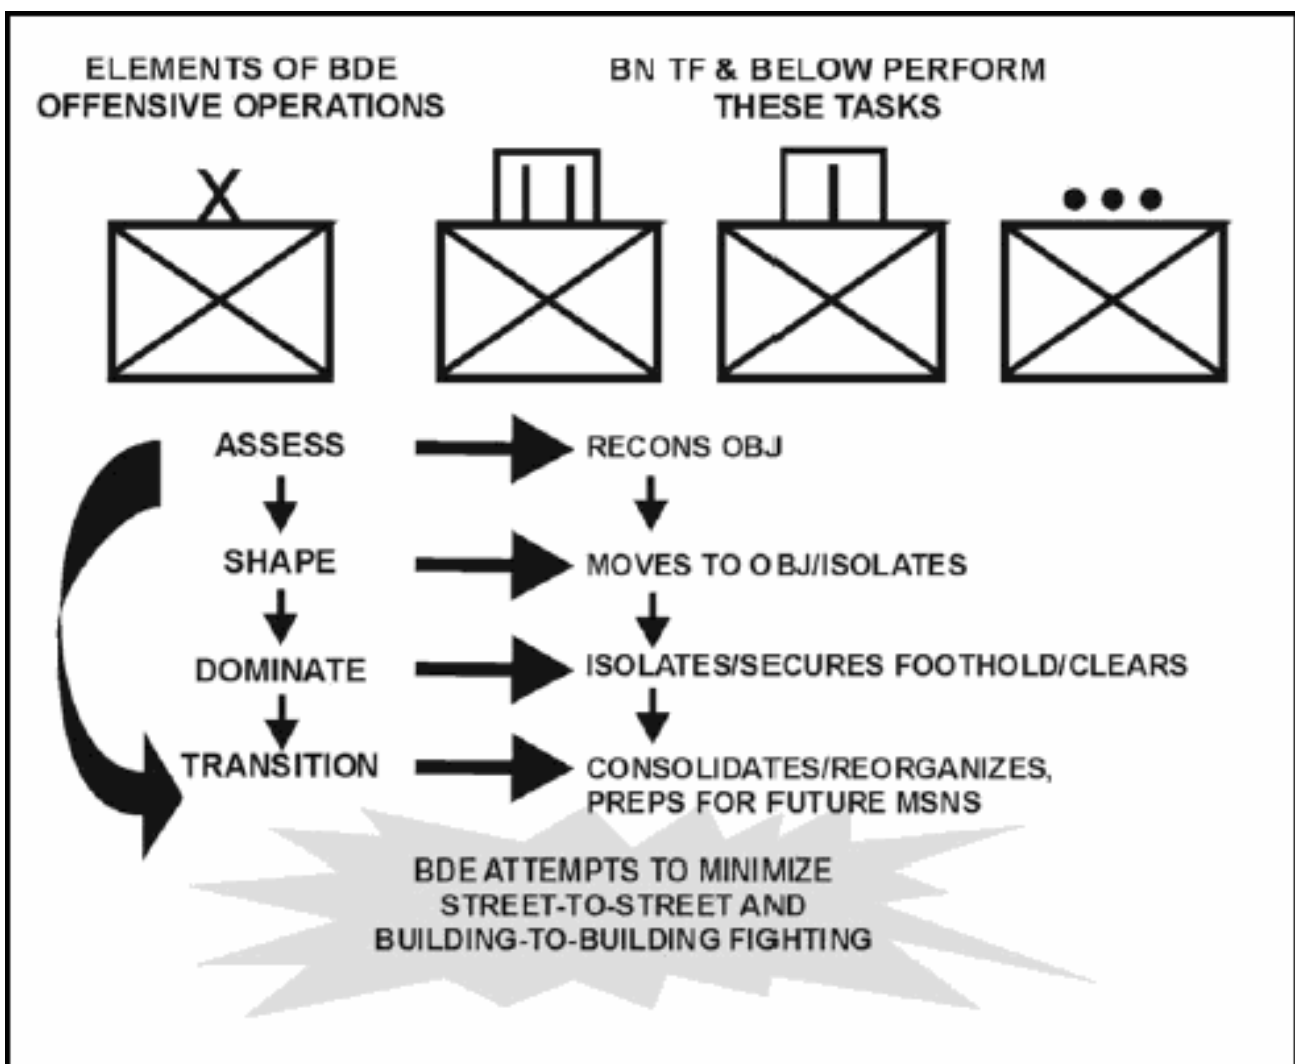 ELEMENTS OF BDE
OFFENSIVE OPERATIONS
BN TF & BELOW PERFORM
THESE TASKS
X
ASSESS
RECONS OBJ
SHAPE
MOVES TO OBJ/ISOLATES
DOMINATE
ISOLATES/SECURES FOOTHOLD/CLEARS
TRANSITION
CONSOLIDATES/REORGANIZES,
PREPS FOR FUTURE MSNS
BDE ATTEMPTS TO MINIMIZE
STREET-TO-STREET AND
BUILDING-TO-BUILDING FIGHTING